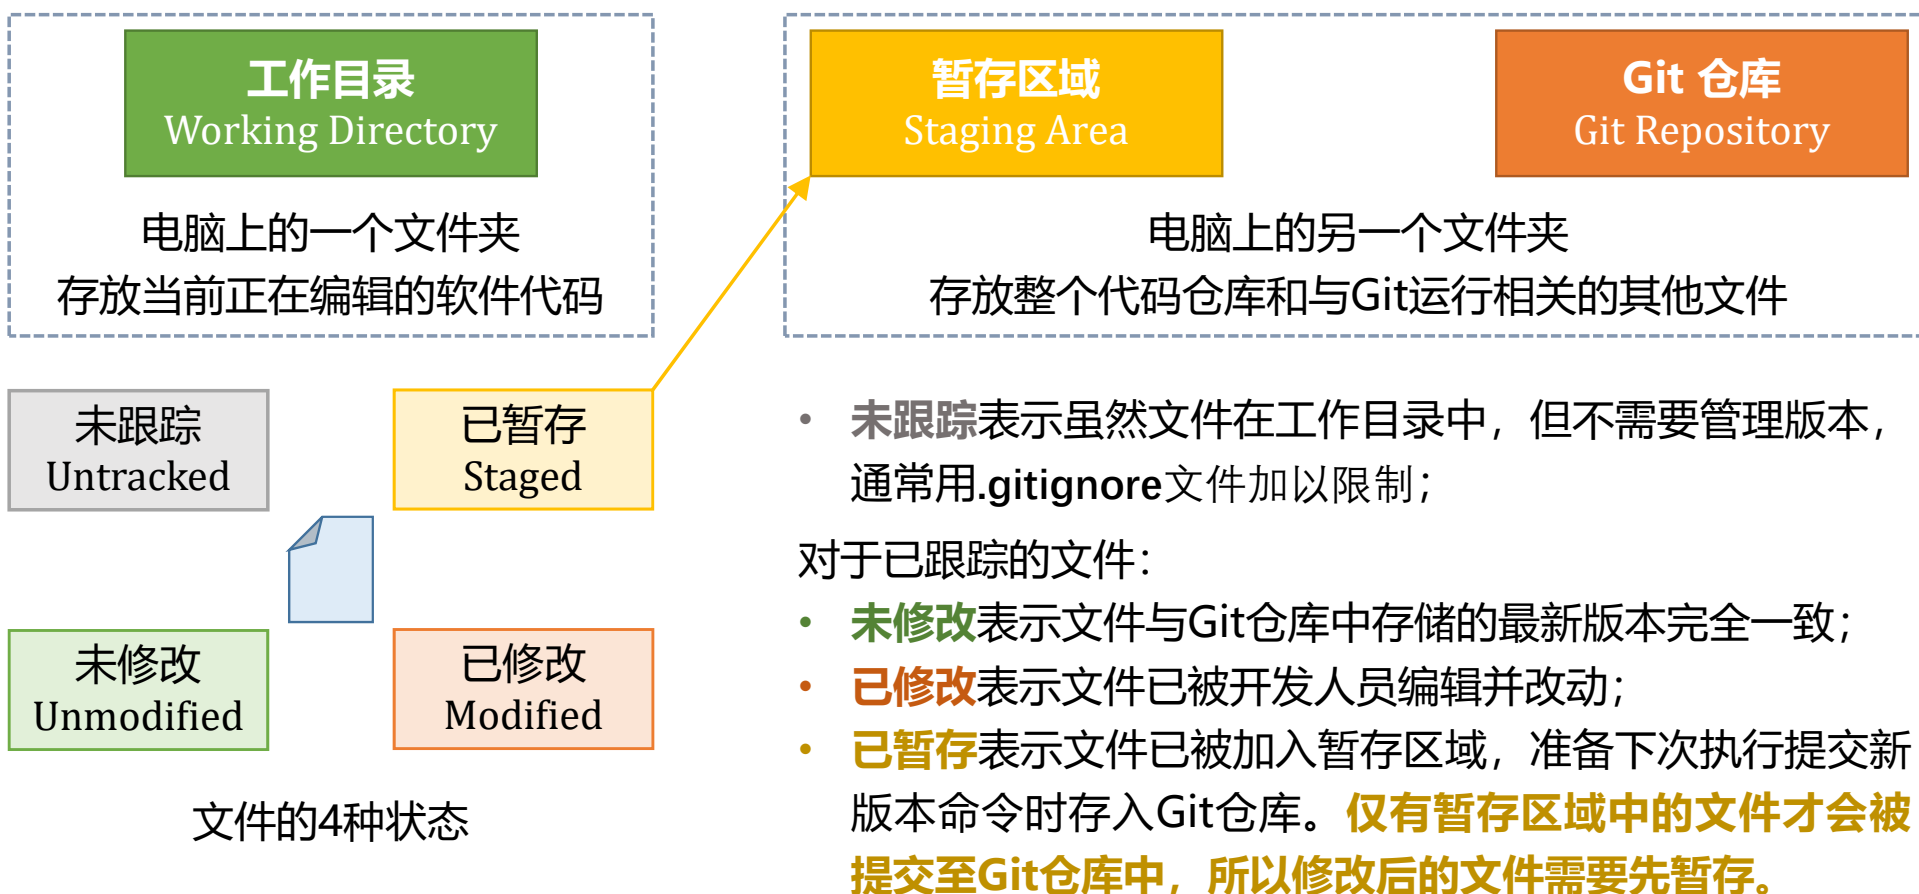 工作目录
Working Directory
电脑上的一个文件夹
存放当前正在编辑的软件代码
暂存区域
Staging Area
Git 仓库
Git Repository
电脑上的另一个文件夹
存放整个代码仓库和与Git运行相关的其他文件
未跟踪
Untracked
已暂存
Staged
未修改
Unmodified
已修改
Modified
文件的4种状态
• 未跟踪表示虽然文件在工作目录中，但不需要管理版本，
通常用.gitignore文件加以限制；
对于已跟踪的文件：
• 未修改表示文件与Git仓库中存储的最新版本完全一致；
• 已修改表示文件已被开发人员编辑并改动；
• 已暂存表示文件已被加入暂存区域，准备下次执行提交新
版本命令时存入Git仓库。仅有暂存区域中的文件才会被
提交至Git仓库中，所以修改后的文件需要先暂存。